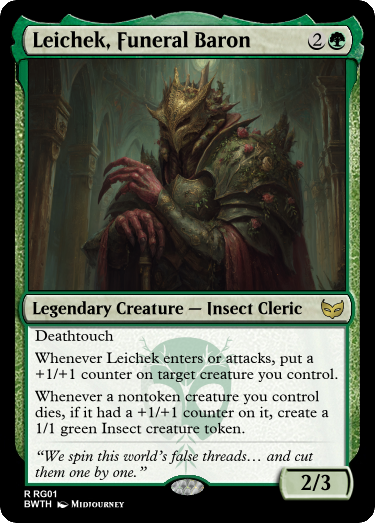 Leichek, Funeral Baron 2
Legendary Creature — Insect Cleric
Deathtouch
Whenever Leichek enters or attacks, put a
+1/+1 counter on target creature you control.
Whenever a nontoken creature you control
dies, if it had a +1/+1 counter on it, create a
1/1 green Insect creature token.
“We spin this world’s false threads… and cut
them one by one.”
2/3
R RG01
BWTH Midjourney